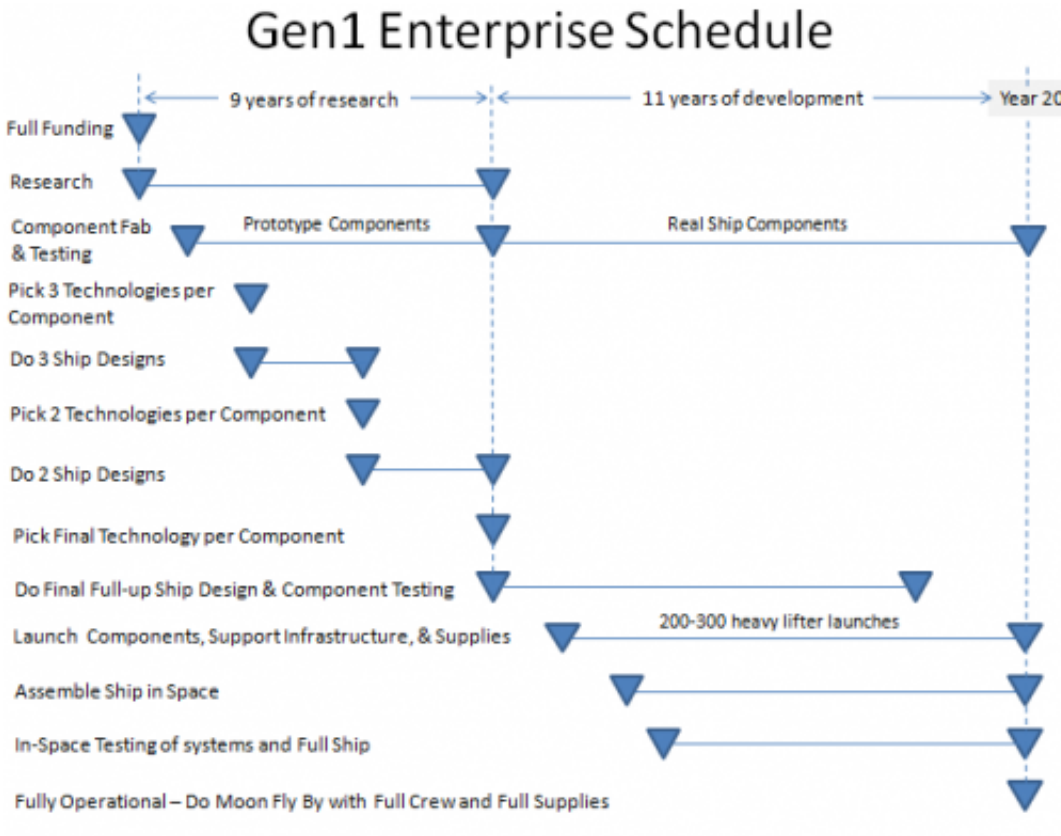 Gen1 Enterprise Schedule
9 years of research
11 years of development
Year 20
Full Funding
Research
Component Fab
& Testing
Prototype Components
Real Ship Components
Pick 3 Technologies per
Component
Do 3 Ship Designs
Pick 2 Technologies per Component
Do 2 Ship Designs
Pick Final Technology per Component
Do Final Full-up Ship Design & Component Testing
Launch Components, Support Infrastructure, & Supplies
200-300 heavy lifter launches
Assemble Ship in Space
In-Space Testing of systems and Full Ship
Fully Operational – Do Moon Fly By with Full Crew and Full Supplies